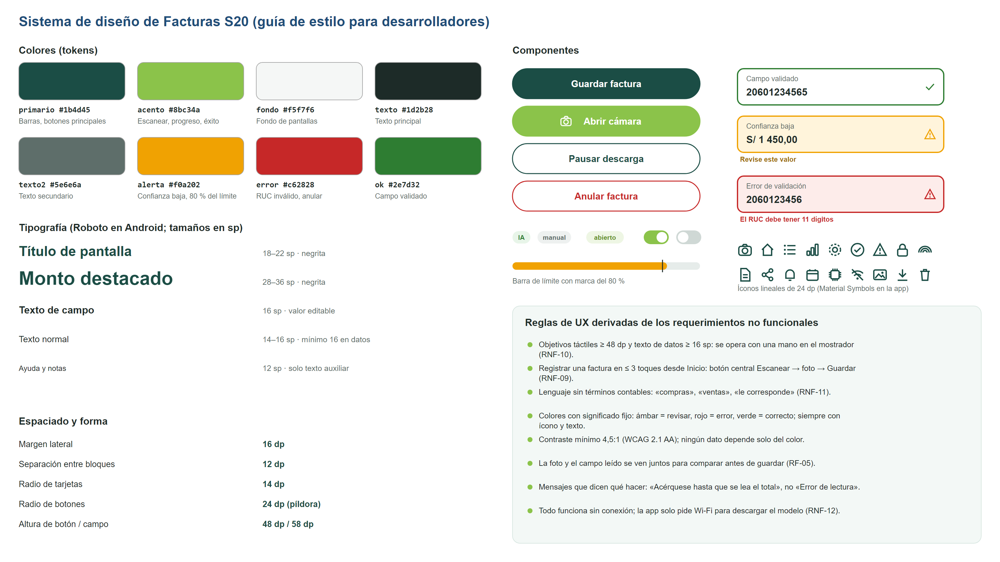 Sistema de diseño de Facturas S20 (guía de estilo para desarrolladores)
Colores (tokens)
primario #1b4d45
Barras, botones principales
acento #8bc34a
Escanear, progreso, éxito
fondo #f5f7f6
Fondo de pantallas
texto #1d2b28
Texto principal
texto2 #5e6e6a
Texto secundario
alerta #f0a202
Confianza baja, 80 % del límite
error #c62828
RUC inválido, anular
ok #2e7d32
Campo validado
Tipografía (Roboto en Android; tamaños en sp)
Título de pantalla
18–22 sp · negrita
Monto destacado
28–36 sp · negrita
Texto de campo
16 sp · valor editable
Texto normal
14–16 sp · mínimo 16 en datos
Ayuda y notas
12 sp · solo texto auxiliar
Espaciado y forma
Margen lateral
16 dp
Separación entre bloques
12 dp
Radio de tarjetas
14 dp
Radio de botones
24 dp (píldora)
Altura de botón / campo
48 dp / 58 dp
Componentes
Guardar factura
Abrir cámara
Pausar descarga
Anular factura
IA
manual
abierto
Barra de límite con marca del 80 %
Campo validado
20601234565
Confianza baja
S/ 1 450,00
Revise este valor
Error de validación
2060123456
El RUC debe tener 11 dígitos
Íconos lineales de 24 dp (Material Symbols en la app)
Reglas de UX derivadas de los requerimientos no funcionales
Objetivos táctiles ≥ 48 dp y texto de datos ≥ 16 sp: se opera con una mano en el mostrador
(RNF-10).
Registrar una factura en ≤ 3 toques desde Inicio: botón central Escanear → foto → Guardar
(RNF-09).
Lenguaje sin términos contables: «compras», «ventas», «le corresponde» (RNF-11).
Colores con significado fijo: ámbar = revisar, rojo = error, verde = correcto; siempre con
ícono y texto.
Contraste mínimo 4,5:1 (WCAG 2.1 AA); ningún dato depende solo del color.
La foto y el campo leído se ven juntos para comparar antes de guardar (RF-05).
Mensajes que dicen qué hacer: «Acérquese hasta que se lea el total», no «Error de lectura».
Todo funciona sin conexión; la app solo pide Wi-Fi para descargar el modelo (RNF-12).